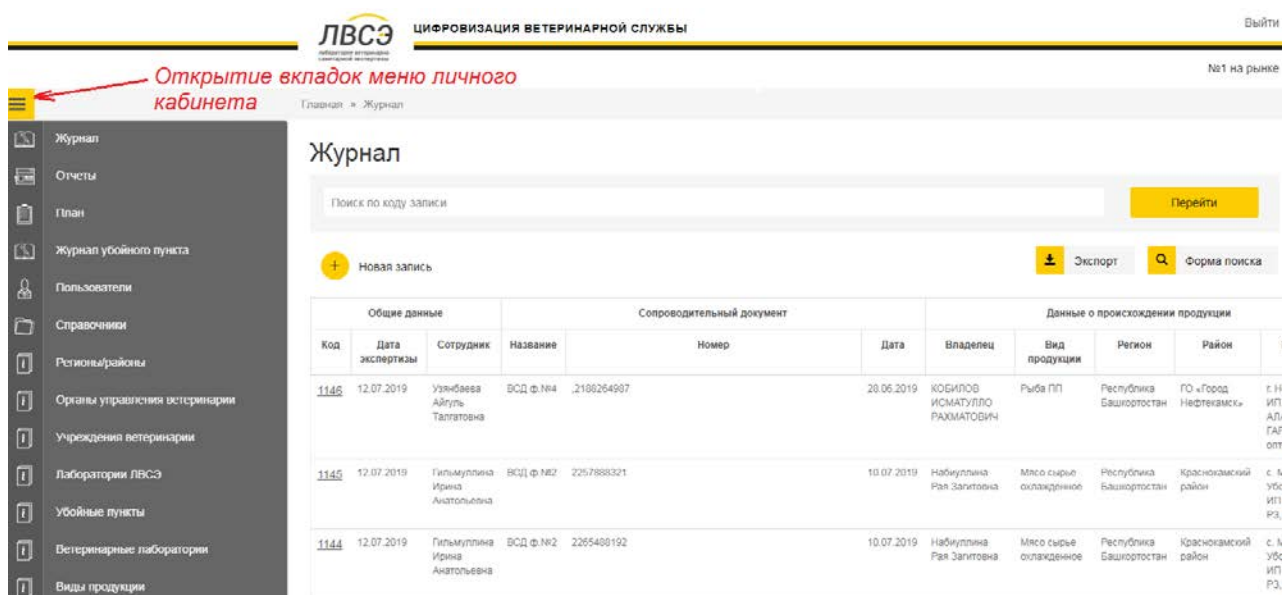 ЛВСЭ
ЦИФРОВИЗАЦИЯ ВЕТЕРИНАРНОЙ СЛУЖБЫ
Выйти
№1 на рынке
Открытие вкладок меню личного
кабинета
Главная » Журнал
Журнал
Отчеты
План
Журнал убойного пункта
Пользователи
Справочники
Регионы/районы
Органы управления ветеринарии
Учреждения ветеринарии
Лаборатории ЛВСЭ
Убойные пункты
Ветеринарные лаборатории
Виды продукции
Журнал
Поиск по коду записи
Перейти
Новая запись
Экспорт
Форма поиска
Общие данные
Сопроводительный документ
Данные о происхождении продукции
Код
Дата
экспертизы
Сотрудник
Название
Номер
Дата
Владелец
Вид
продукции
Регион
Район
1146
12.07.2019
Узянбаева
Айгуль
Талгатовна
ВСД ф.№4
,2188264987
28.06.2019
КОБИЛОВ
ИСМАТУЛЛО
РАХМАТОВИЧ
Рыба ПП
Республика
Башкортостан
ГО «Город
Нефтекамск»
1145
12.07.2019
Гильмуллина
Ирина
Анатольевна
ВСД ф.№2
2257888321
10.07.2019
Набиуллина
Рая Загитовна
Мясо сырье
охлажденное
Республика
Башкортостан
Краснокамский
район
1144
12.07.2019
Гильмуллина
Ирина
Анатольевна
ВСД ф.№2
2265488192
10.07.2019
Набиуллина
Рая Загитовна
Мясо сырье
охлажденное
Республика
Башкортостан
Краснокамский
район